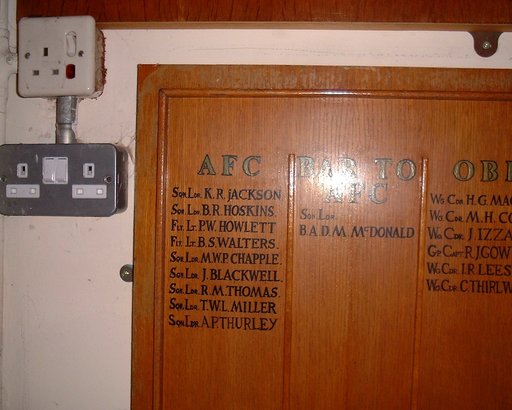 AFC
SQN LDR. K.R. JACKSON
SQN LDR. B.R. HOSKINS.
FLT. LT. P.W. HOWLETT
FLT. LT. B.S. WALTERS.
SQN LDR. M.W.P. CHAPPLE.
SQN LDR. J. BLACKWELL.
SQN LDR. R.M. THOMAS.
SQN LDR. T.W.L. MILLER
SQN LDR. A.P. THURLEY
BAR TO
AFC
SQN LDR.
B.A.D.M. McDONALD
WG CDR H.G.
WG CDR. M.H.
WG CDR. J.
GP CAPT R.J.
WG CDR. I.R. LEES
WG CDR. C.